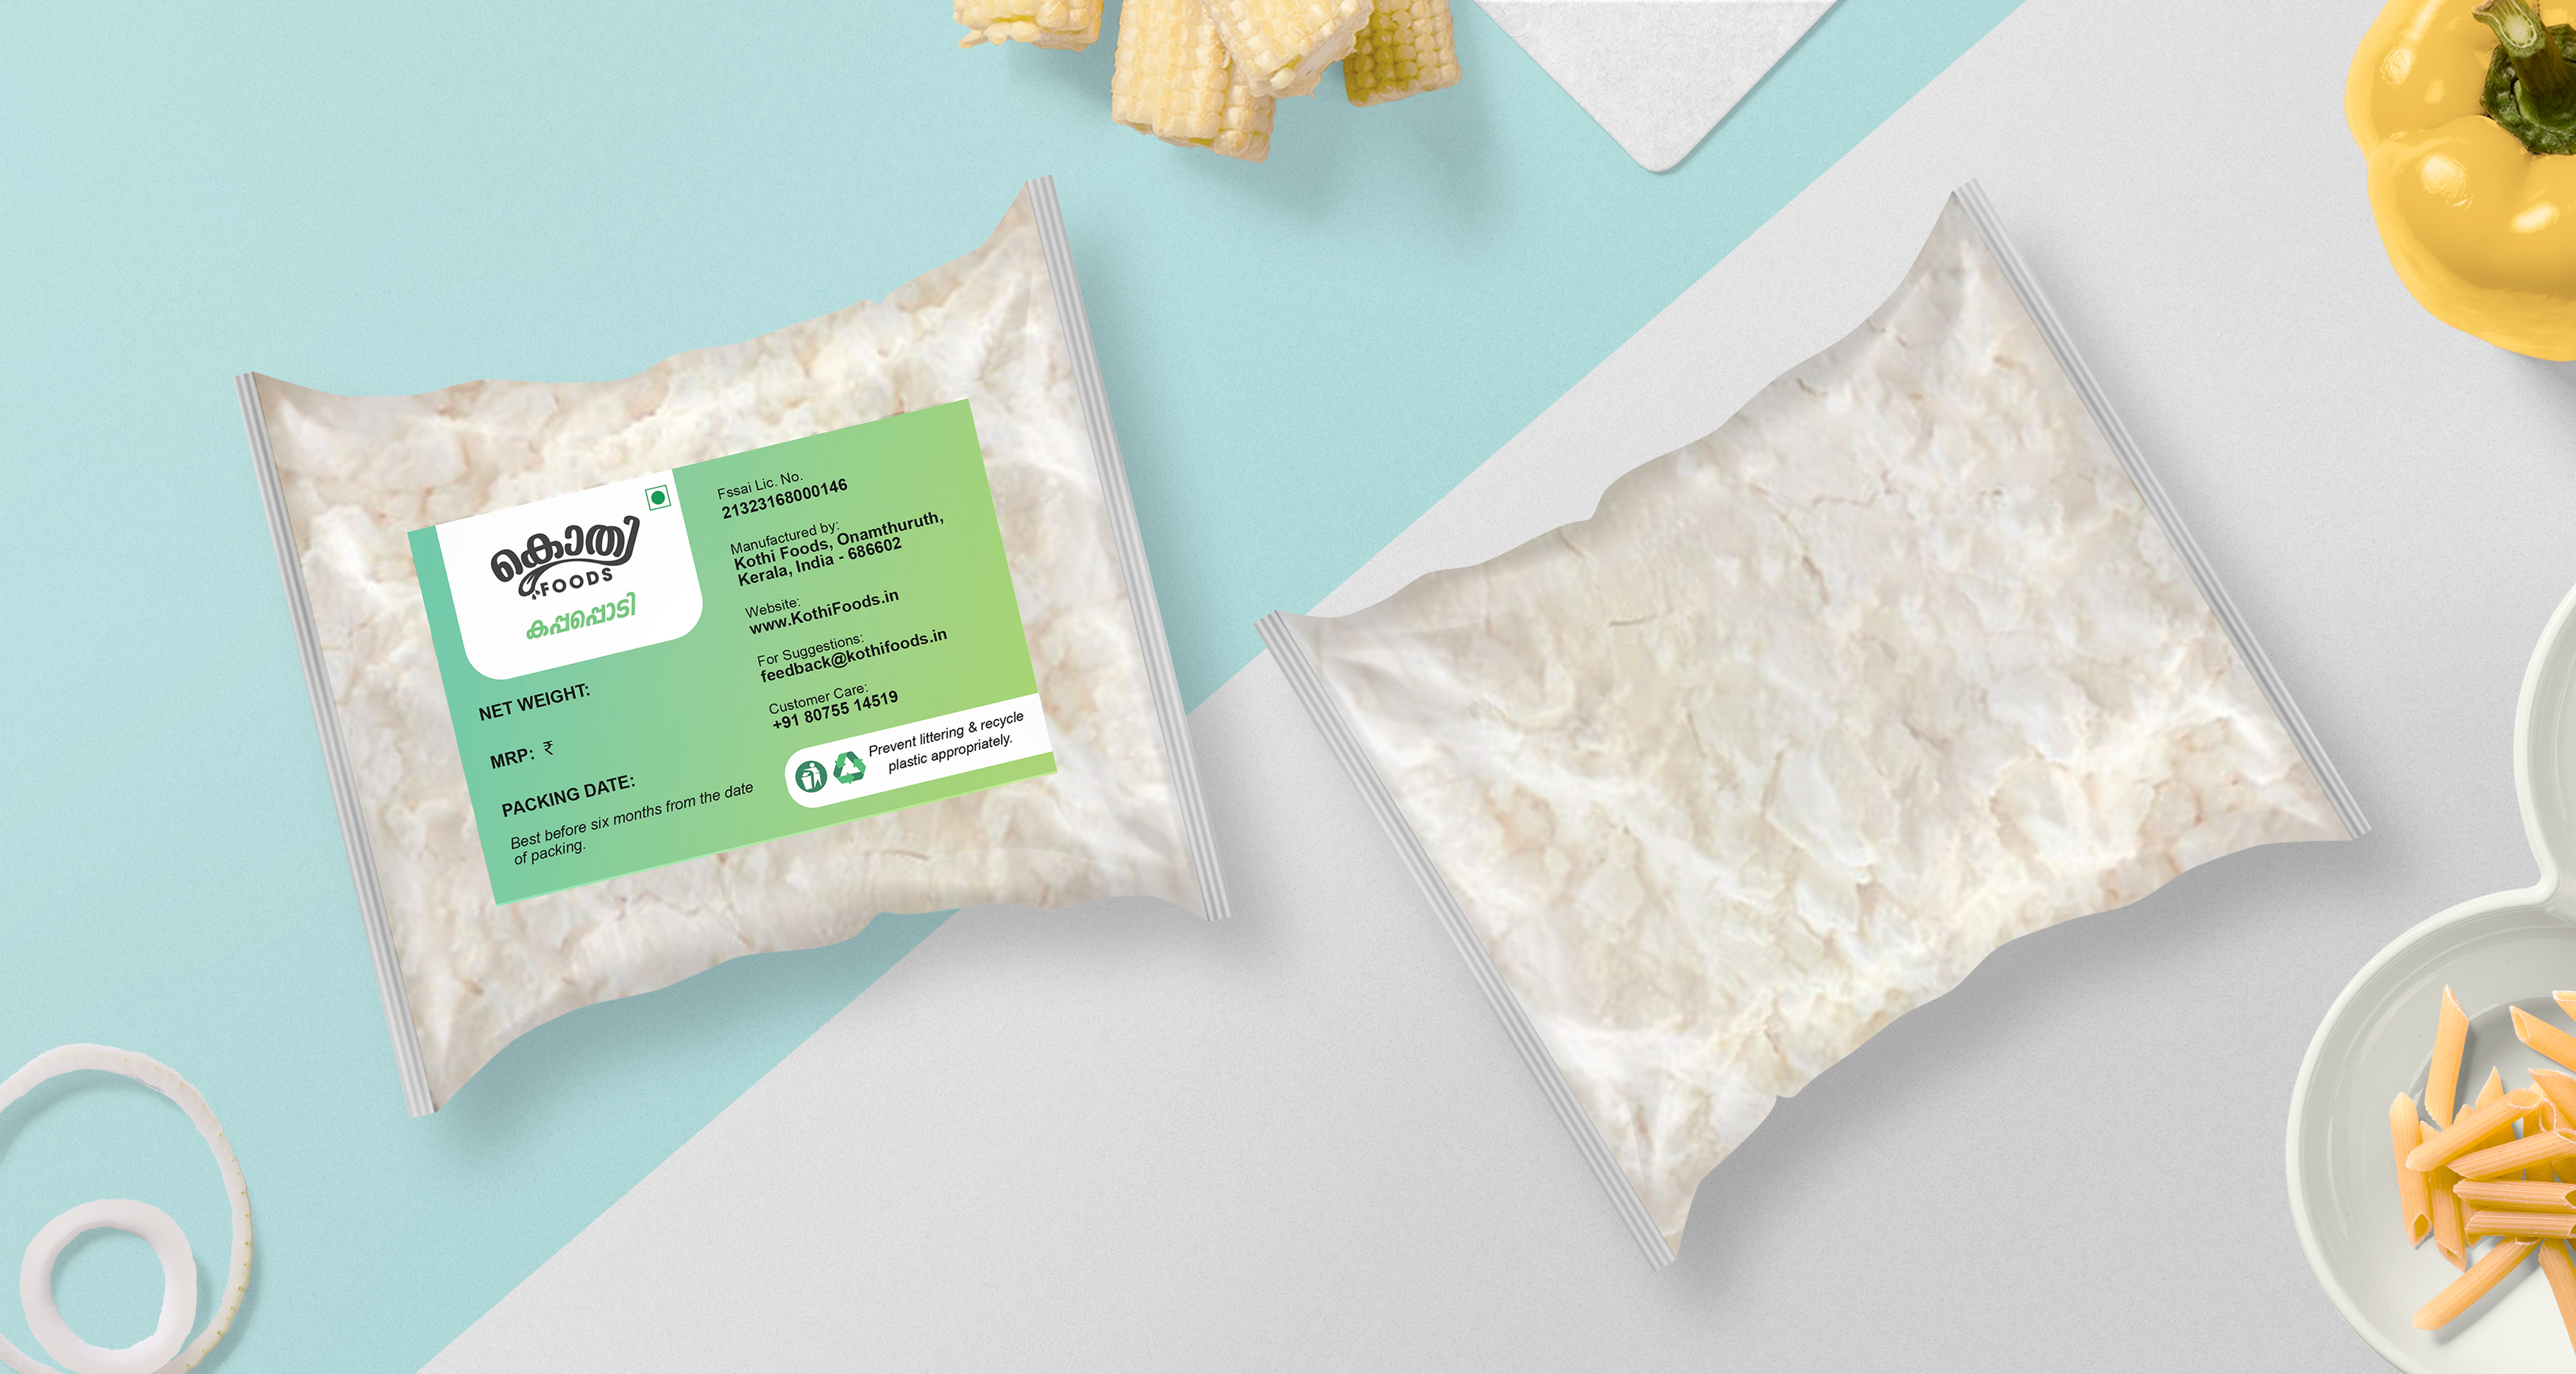 കൊതി
FOODS
കപ്പപ്പൊടി
NET WEIGHT:
MRP: ₹
PACKING DATE:
Best before six months from the date
of packing.
Fssai Lic. No.
21323168000146
Manufactured by:
Kothi Foods, Onamthuruth,
Kerala, India - 686602
Website:
www.KothiFoods.in
For Suggestions:
feedback@kothifoods.in
Customer Care:
+91 80755 14519
Prevent littering & recycle
plastic appropriately.